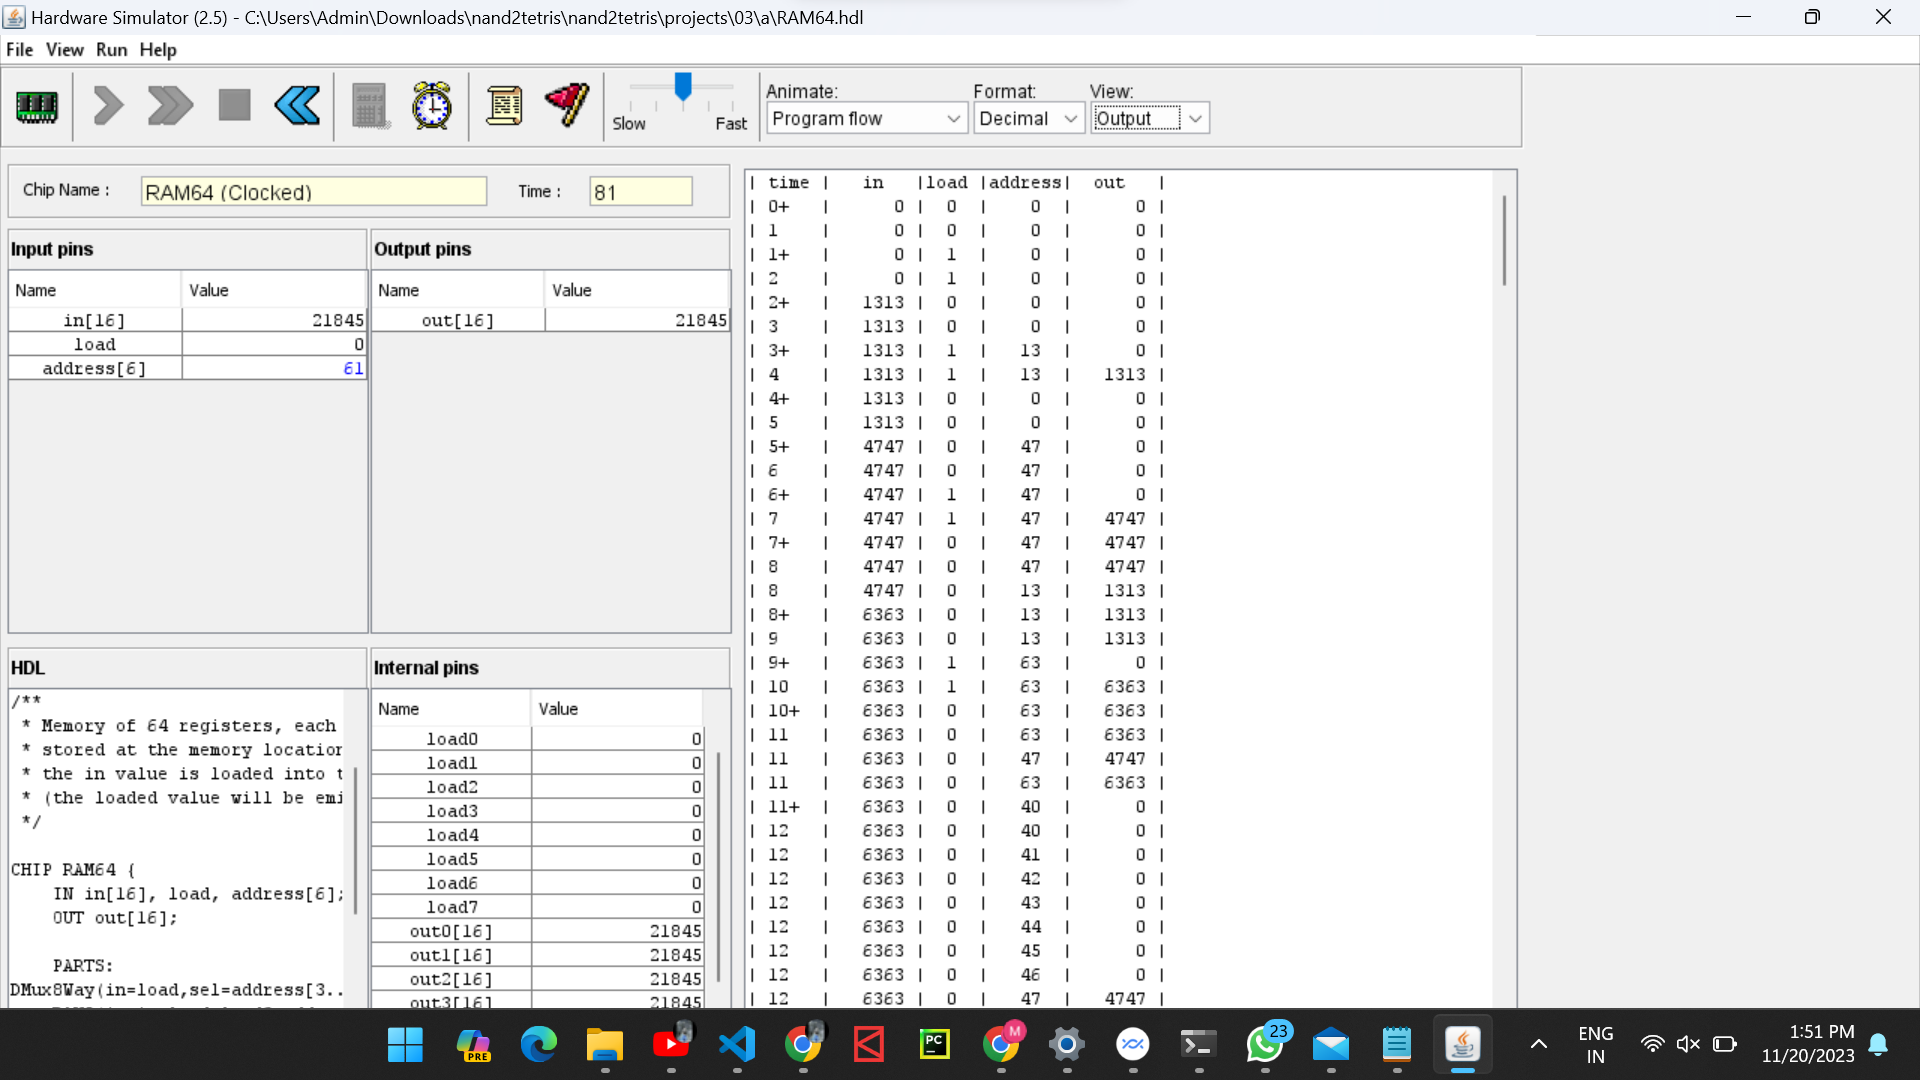 Hardware Simulator (2.5) - C:\Users\Admin\Downloads\nand2tetris\nand2tetris\projects\03\a\RAM64.hdl
File View Run Help
Slow Fast
Animate: Format: View:
Program flow Decimal Output
Chip Name : RAM64 (Clocked) Time : 81
Input pins
Name Value
in[16] 21845
load 0
address[6] 61
Output pins
Name Value
out[16] 21845
HDL
/**
* Memory of 64 registers, each
* stored at the memory location
* the in value is loaded into t
* (the loaded value will be emi
*/
CHIP RAM64 {
IN in[16], load, address[6];
OUT out[16];
PARTS:
DMux8Way(in=load,sel=address[3..
Internal pins
Name Value
load0 0
load1 0
load2 0
load3 0
load4 0
load5 0
load6 0
load7 0
out0[16] 21845
out1[16] 21845
out2[16] 21845
out3[16] 21845
| time | in |load |address| out |
| 0+ | 0 | 0 | 0 | 0 |
| 1 | 0 | 0 | 0 | 0 |
| 1+ | 0 | 1 | 0 | 0 |
| 2 | 0 | 1 | 0 | 0 |
| 2+ | 1313 | 0 | 0 | 0 |
| 3 | 1313 | 0 | 0 | 0 |
| 3+ | 1313 | 1 | 13 | 0 |
| 4 | 1313 | 1 | 13 | 1313 |
| 4+ | 1313 | 0 | 0 | 0 |
| 5 | 1313 | 0 | 0 | 0 |
| 5+ | 4747 | 0 | 47 | 0 |
| 6 | 4747 | 0 | 47 | 0 |
| 6+ | 4747 | 1 | 47 | 0 |
| 7 | 4747 | 1 | 47 | 4747 |
| 7+ | 4747 | 0 | 47 | 4747 |
| 8 | 4747 | 0 | 47 | 4747 |
| 8 | 4747 | 0 | 13 | 1313 |
| 8+ | 6363 | 0 | 13 | 1313 |
| 9 | 6363 | 0 | 13 | 1313 |
| 9+ | 6363 | 1 | 63 | 0 |
| 10 | 6363 | 1 | 63 | 6363 |
| 10+ | 6363 | 0 | 63 | 6363 |
| 11 | 6363 | 0 | 63 | 6363 |
| 11 | 6363 | 0 | 47 | 4747 |
| 11 | 6363 | 0 | 63 | 6363 |
| 11+ | 6363 | 0 | 40 | 0 |
| 12 | 6363 | 0 | 40 | 0 |
| 12 | 6363 | 0 | 41 | 0 |
| 12 | 6363 | 0 | 42 | 0 |
| 12 | 6363 | 0 | 43 | 0 |
| 12 | 6363 | 0 | 44 | 0 |
| 12 | 6363 | 0 | 45 | 0 |
| 12 | 6363 | 0 | 46 | 0 |
| 12 | 6363 | 0 | 47 | 4747 |
PRE
PC
M
23
ENG
IN
1:51 PM
11/20/2023